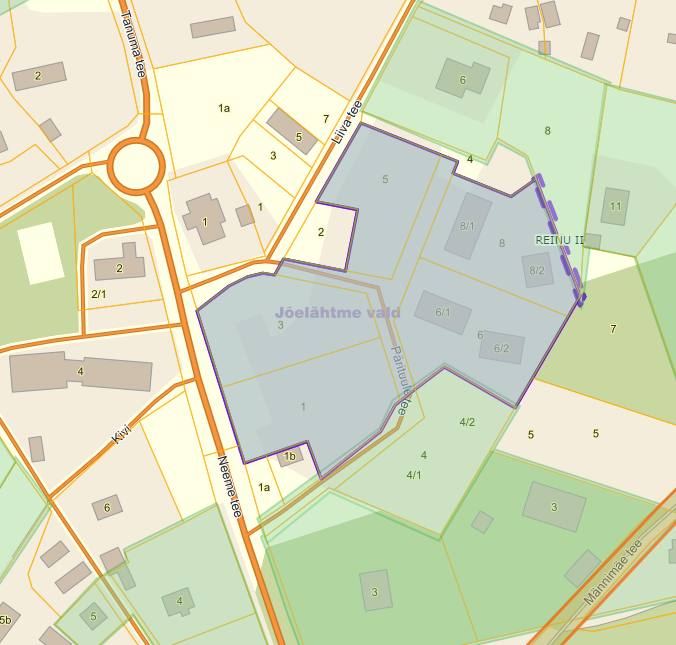 Tanuma tee
2
1a
7
5
3
Liiva tee
6
8
4
5
1
1
2
8/1
8
REINU II
8/2
11
2
2/1
Jõelähtme vald
3
6/1
6
6/2
7
4
Pärituule tee
1
Kivi
4/2
5
5
4
4/1
1b
1a
Neeme tee
6
3
Männimäe tee
4
3
5
5b